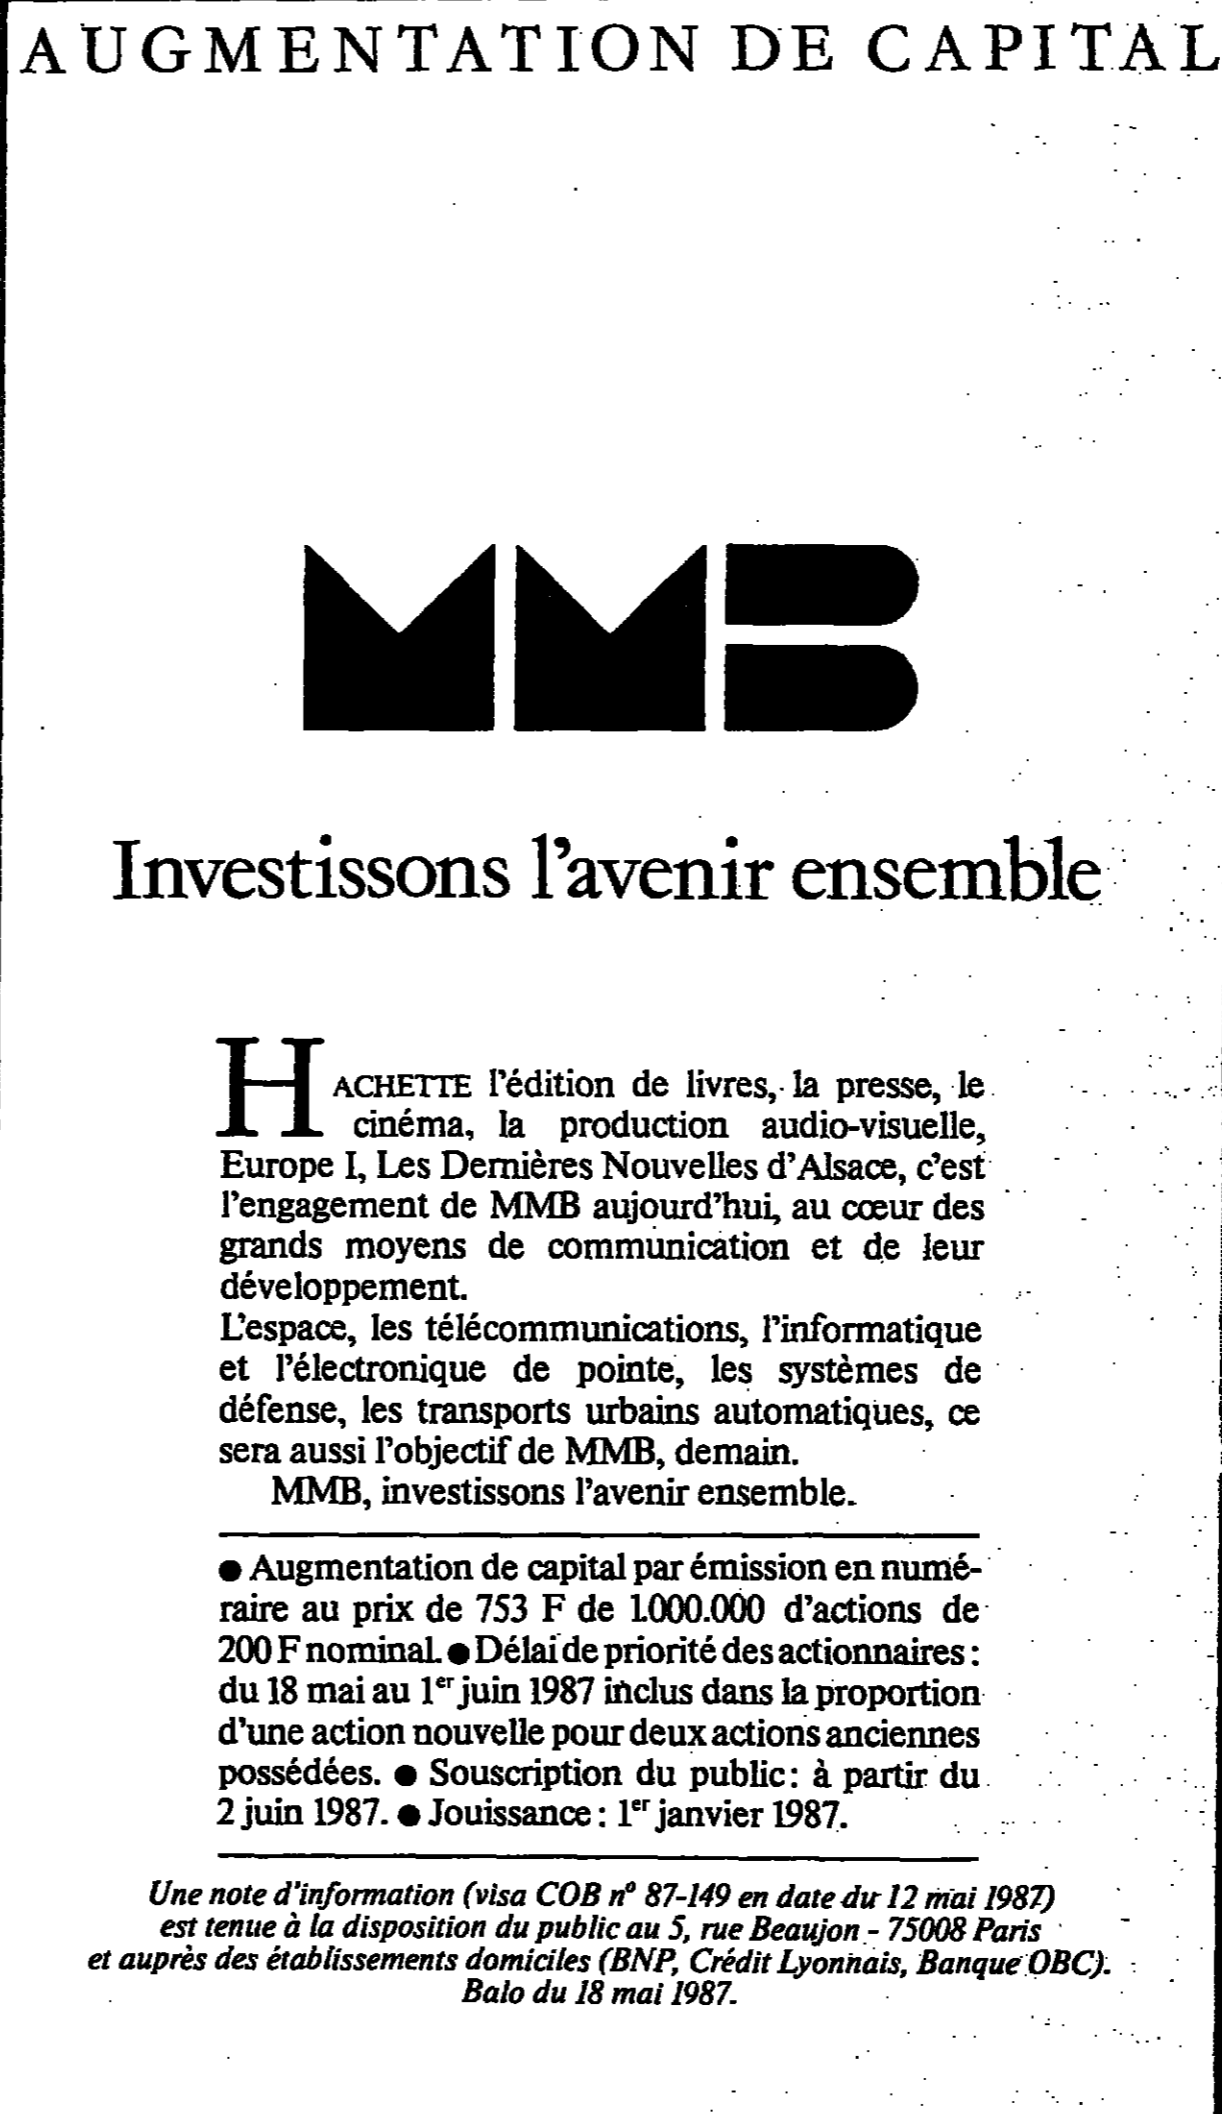 AUGMENTATION DE CAPITAL
MMB
Investissons l'avenir ensemble
HACHETTE l'édition de livres, la presse, le
cinéma, la production audio-visuelle,
Europe I, Les Dernières Nouvelles d'Alsace, c'est
l'engagement de MMB aujourd'hui, au cœur des
grands moyens de communication et de leur
développement.
L'espace, les télécommunications, l'informatique
et l'électronique de pointe, les systèmes de
défense, les transports urbains automatiques, ce
sera aussi l'objectif de MMB, demain.
MMB, investissons l'avenir ensemble.
● Augmentation de capital par émission en numé-
raire au prix de 753 F de 1.000.000 d'actions de
200 F nominal. ● Délai de priorité des actionnaires :
du 18 mai au 1er juin 1987 inclus dans la proportion
d'une action nouvelle pour deux actions anciennes
possédées. ● Souscription du public : à partir du
2 juin 1987. ● Jouissance : 1er janvier 1987.
Une note d'information (visa COB n° 87-149 en date du 12 mai 1987)
est tenue à la disposition du public au 5, rue Beaujon - 75008 Paris
et auprès des établissements domiciles (BNP, Crédit Lyonnais, Banque OBC).
Balo du 18 mai 1987.